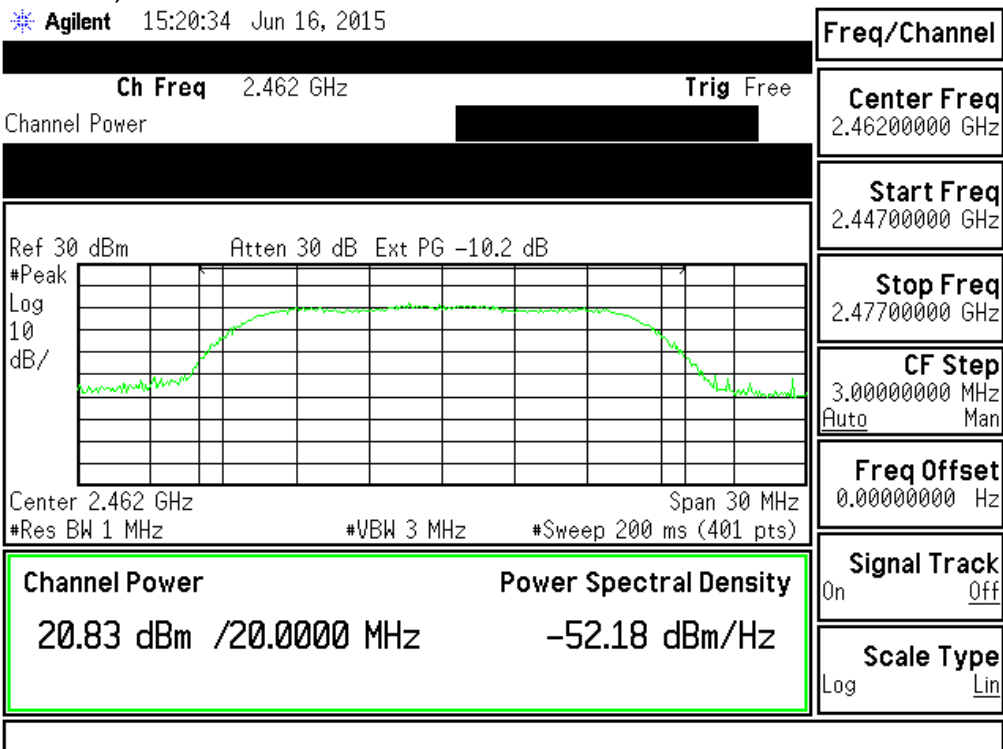 Agilent 15:20:34 Jun 16, 2015
Ch Freq 2.462 GHz Trig Free
Channel Power
Ref 30 dBm Atten 30 dB Ext PG -10.2 dB
#Peak
Log
10
dB/
Center 2.462 GHz Span 30 MHz
#Res BW 1 MHz #VBW 3 MHz #Sweep 200 ms (401 pts)
Channel Power Power Spectral Density
20.83 dBm /20.0000 MHz -52.18 dBm/Hz
Freq/Channel
Center Freq
2.46200000 GHz
Start Freq
2.44700000 GHz
Stop Freq
2.47700000 GHz
CF Step
3.00000000 MHz
Auto Man
Freq Offset
0.00000000 Hz
Signal Track
On Off
Scale Type
Log Lin